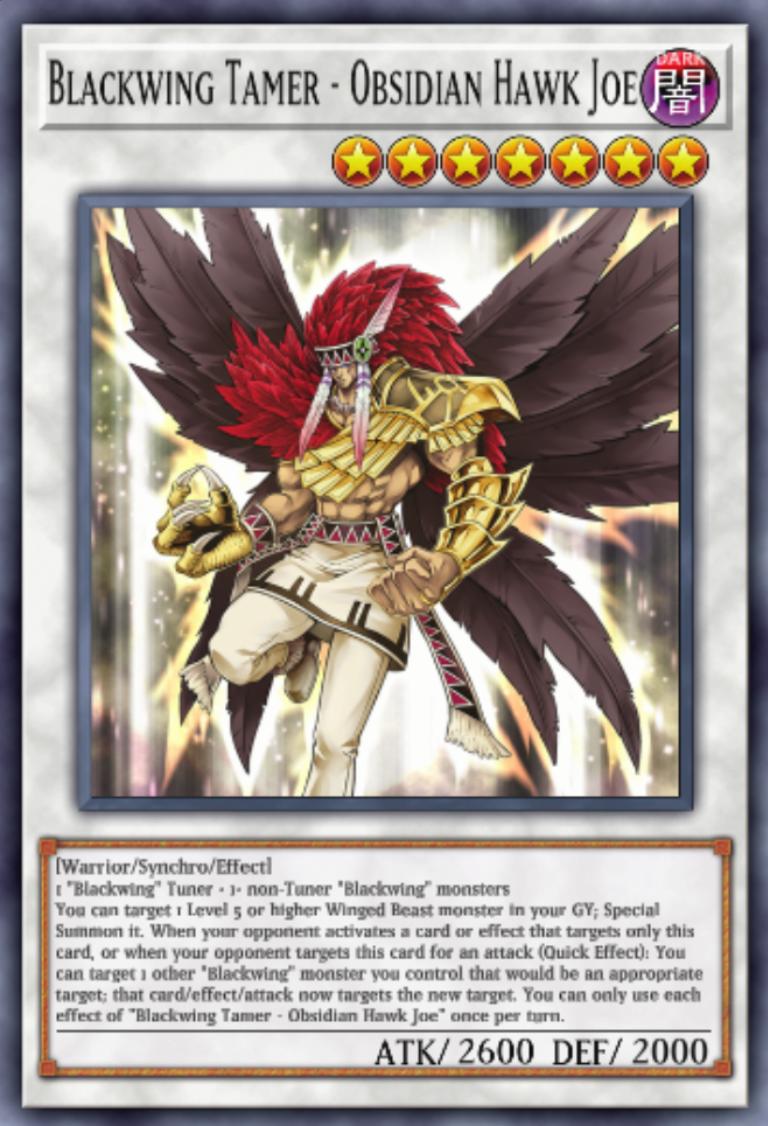 BLACKWING TAMER - OBSIDIAN HAWK JOE
DARK
闇
[Warrior/Synchro/Effect]
1 "Blackwing" Tuner + 1+ non-Tuner "Blackwing" monsters
You can target 1 Level 5 or higher Winged Beast monster in your GY; Special
Summon it. When your opponent activates a card or effect that targets only this
card, or when your opponent targets this card for an attack (Quick Effect): You
can target 1 other "Blackwing" monster you control that would be an appropriate
target; that card/effect/attack now targets the new target. You can only use each
effect of "Blackwing Tamer - Obsidian Hawk Joe" once per turn.
ATK/ 2600 DEF/ 2000